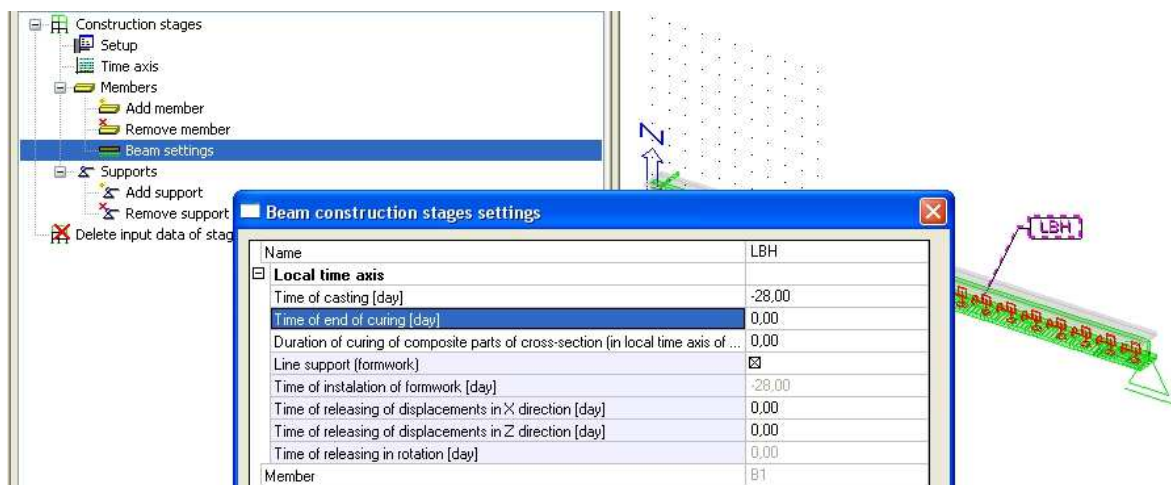 Construction stages
Setup
Time axis
Members
Add member
Remove member
Beam settings
Supports
Add support
Remove support
Delete input data of stag
N
LBH
Beam construction stages settings
Name LBH
Local time axis
Time of casting [day] -28,00
Time of end of curing [day] 0,00
Duration of curing of composite parts of cross-section (in local time axis of ... 0,00
Line support (formwork)
Time of instalation of formwork [day] -28,00
Time of releasing of displacements in X direction [day] 0,00
Time of releasing of displacements in Z direction [day] 0,00
Time of releasing in rotation [day] 0,00
Member B1